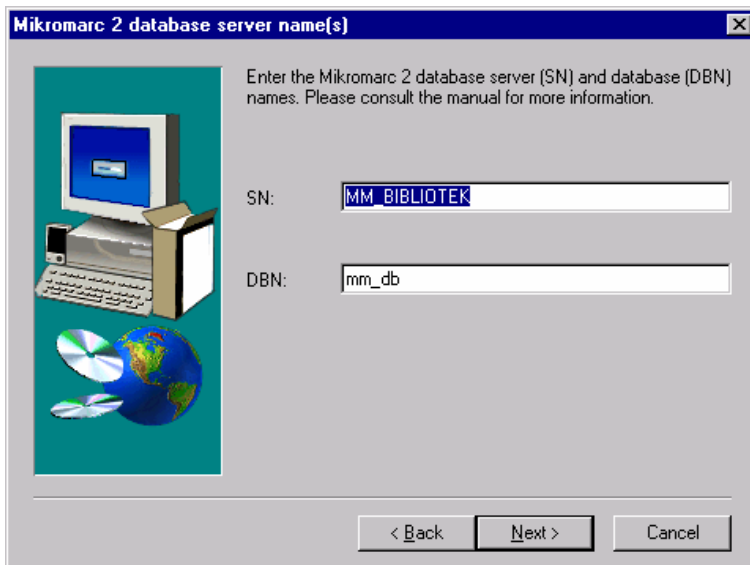 Mikromarc 2 database server name(s)
Enter the Mikromarc 2 database server (SN) and database (DBN)
names. Please consult the manual for more information.
SN: MM_BIBLIOTEK
DBN: mm_db
< Back Next > Cancel